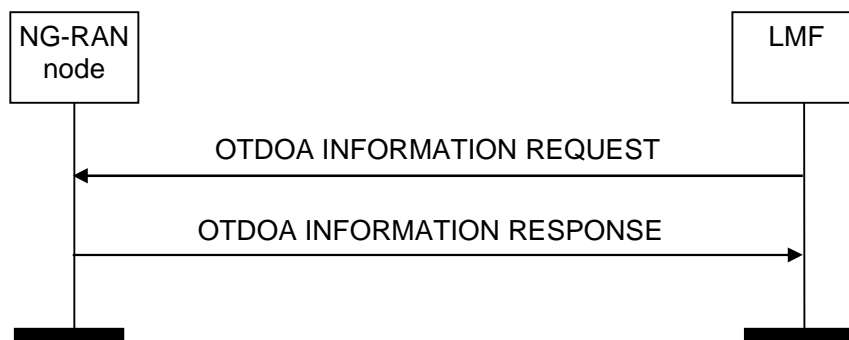 NG-RAN
node
LMF
OTDOA INFORMATION REQUEST
OTDOA INFORMATION RESPONSE